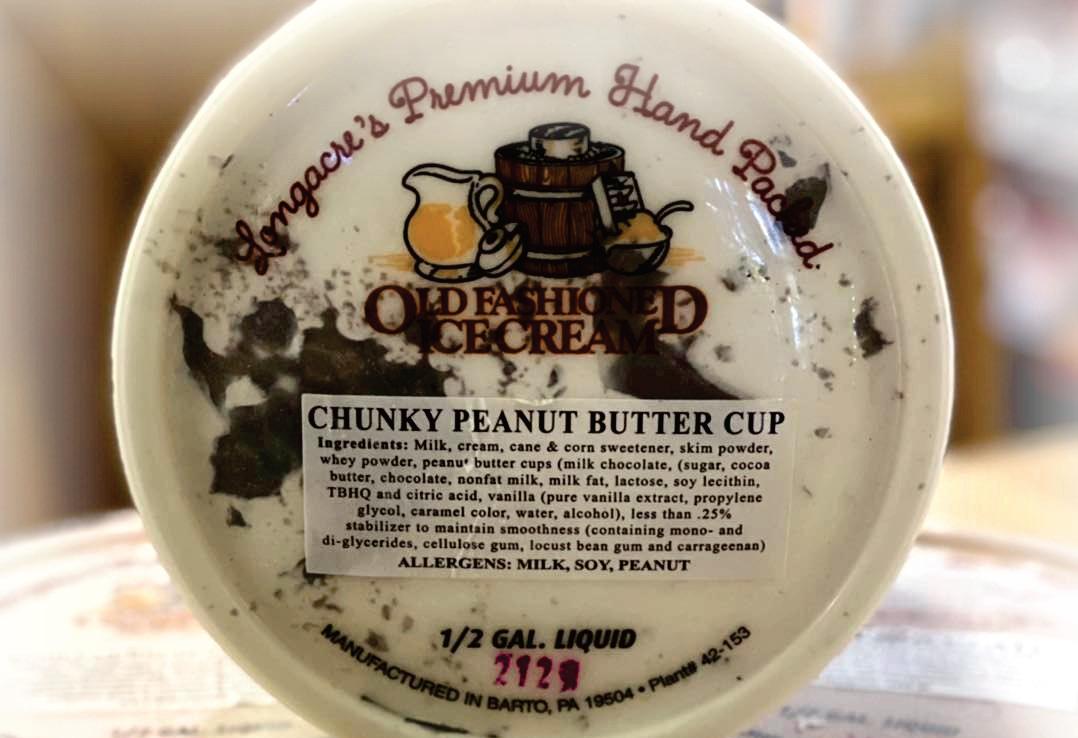 Longacre's Premium Hand Packed
OLD FASHIONED
ICE CREAM
CHUNKY PEANUT BUTTER CUP
Ingredients: Milk, cream, cane & corn sweetener, skim powder,
whey powder, peanut butter cups (milk chocolate, (sugar, cocoa
butter, chocolate, nonfat milk, milk fat, lactose, soy lecithin,
TBHQ and citric acid, vanilla (pure vanilla extract, propylene
glycol, caramel color, water, alcohol), less than .25%
stabilizer to maintain smoothness (containing mono- and
di-glycerides, cellulose gum, locust bean gum and carrageenan)
ALLERGENS: MILK, SOY, PEANUT
1/2 GAL. LIQUID
MANUFACTURED IN BARTO, PA 19504 • Plant# 42-153